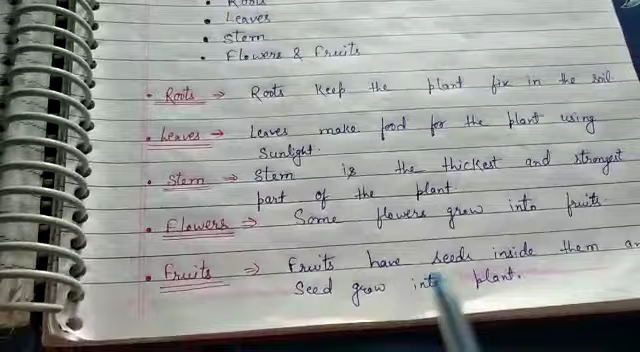 • Roots
• Leaves
• Stem
• Flowers & Fruits
• Roots → Roots keep the plant fix in the soil
• Leaves → Leaves make food for the plant using
Sunlight.
• Stem → Stem is the thickest and strongest
part of the plant
• Flowers → Some flowers grow into fruits
• Fruits → Fruits have seeds inside them an
Seed grow into plant.